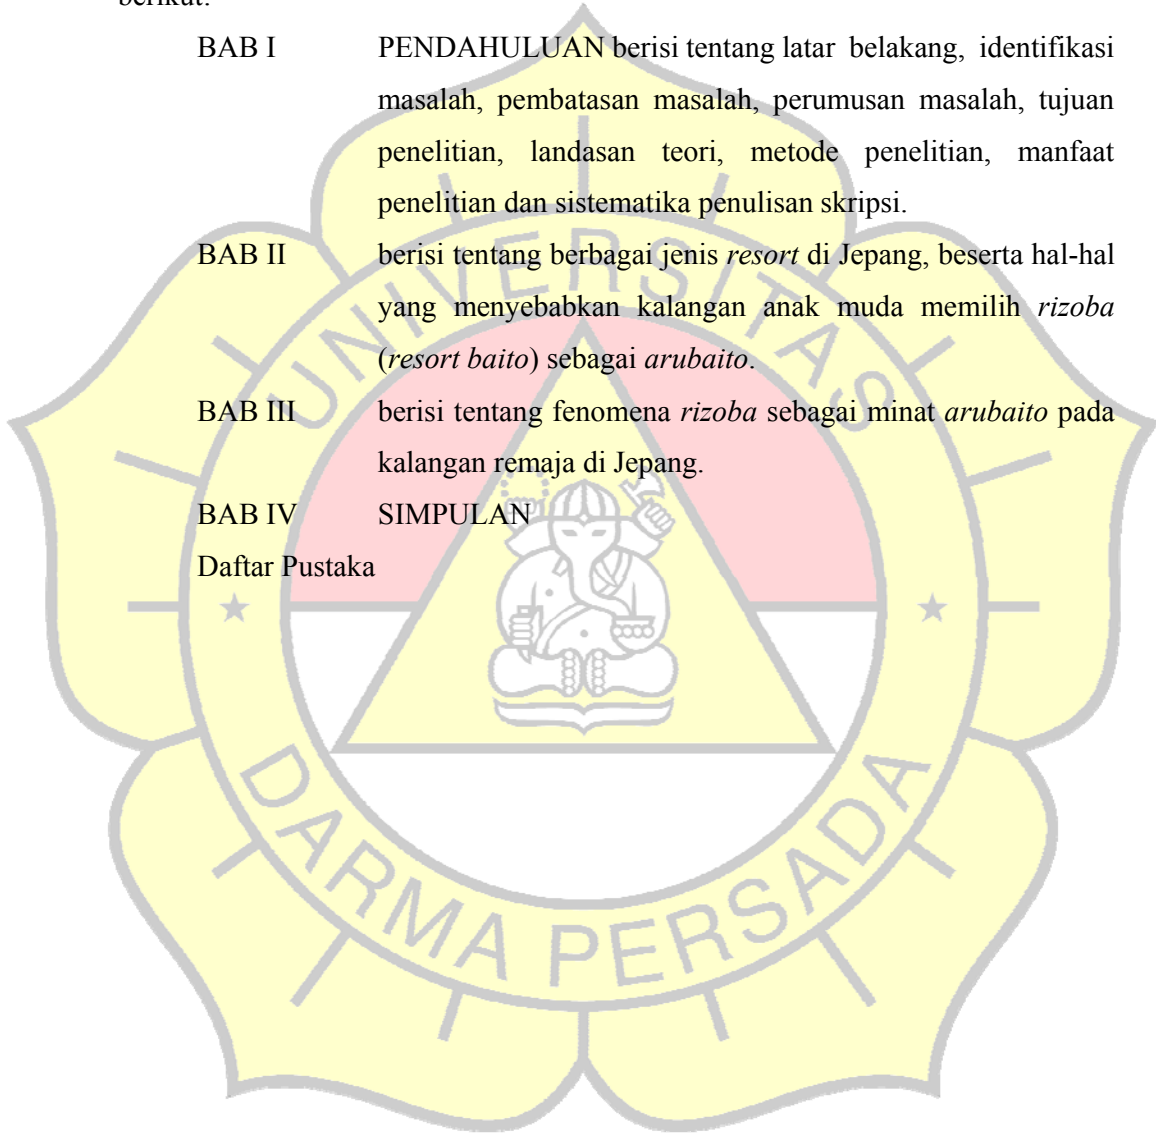 berikut:
BAB I PENDAHULUAN berisi tentang latar belakang, identifikasi
masalah, pembatasan masalah, perumusan masalah, tujuan
penelitian, landasan teori, metode penelitian, manfaat
penelitian dan sistematika penulisan skripsi.
BAB II berisi tentang berbagai jenis resort di Jepang, beserta hal-hal
yang menyebabkan kalangan anak muda memilih rizoba
(resort baito) sebagai arubaito.
BAB III berisi tentang fenomena rizoba sebagai minat arubaito pada
kalangan remaja di Jepang.
BAB IV SIMPULAN
Daftar Pustaka
UNIVERSITAS
DARMA PERSADA